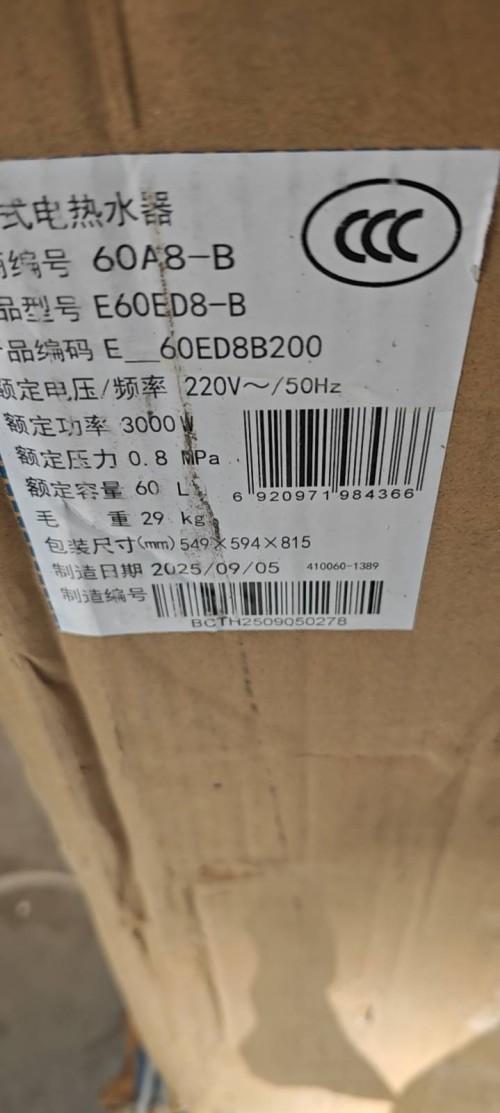 式电热水器
CCC
编号 60A8-B
品型号 E60ED8-B
品编码 E__60ED8B200
额定电压/频率 220V～/50Hz
额定功率 3000W
额定压力 0.8 MPa
额定容量 60 L
6 920971 984366
毛 重 29 kg
包装尺寸(mm) 549×594×815
制造日期 2025/09/05 410060-1389
制造编号
BCTH2509050278